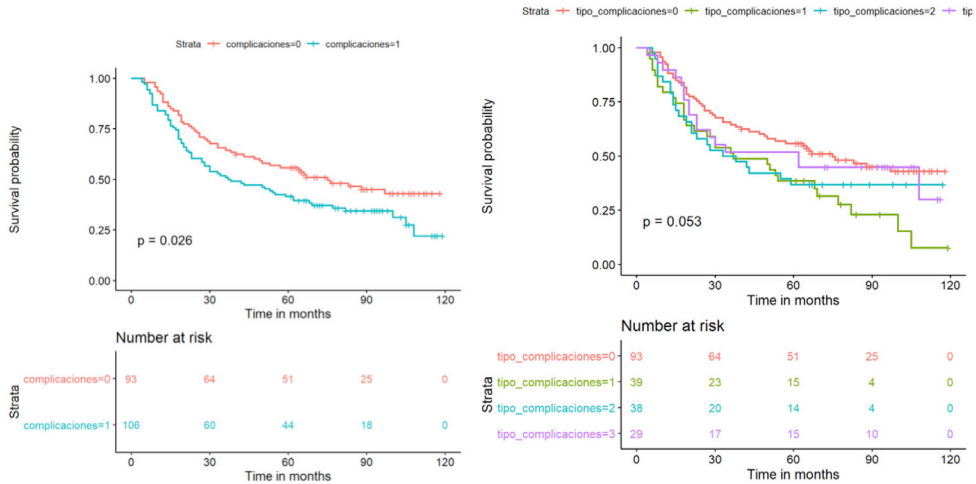 Strata complicaciones=0 complicaciones=1
1.00
0.75
0.50
0.25
0.00
Survival probability
p = 0.026
0 30 60 90 120
Time in months
Number at risk
Strata
complicaciones=0 93 64 51 25 0
complicaciones=1 106 60 44 18 0
0 30 60 90 120
Time in months
Strata tipo_complicaciones=0 tipo_complicaciones=1 tipo_complicaciones=2 tip
1.00
0.75
0.50
0.25
0.00
Survival probability
p = 0.053
0 30 60 90 120
Time in months
Number at risk
Strata
tipo_complicaciones=0 93 64 51 25 0
tipo_complicaciones=1 39 23 15 4 0
tipo_complicaciones=2 38 20 14 4 0
tipo_complicaciones=3 29 17 15 10 0
0 30 60 90 120
Time in months